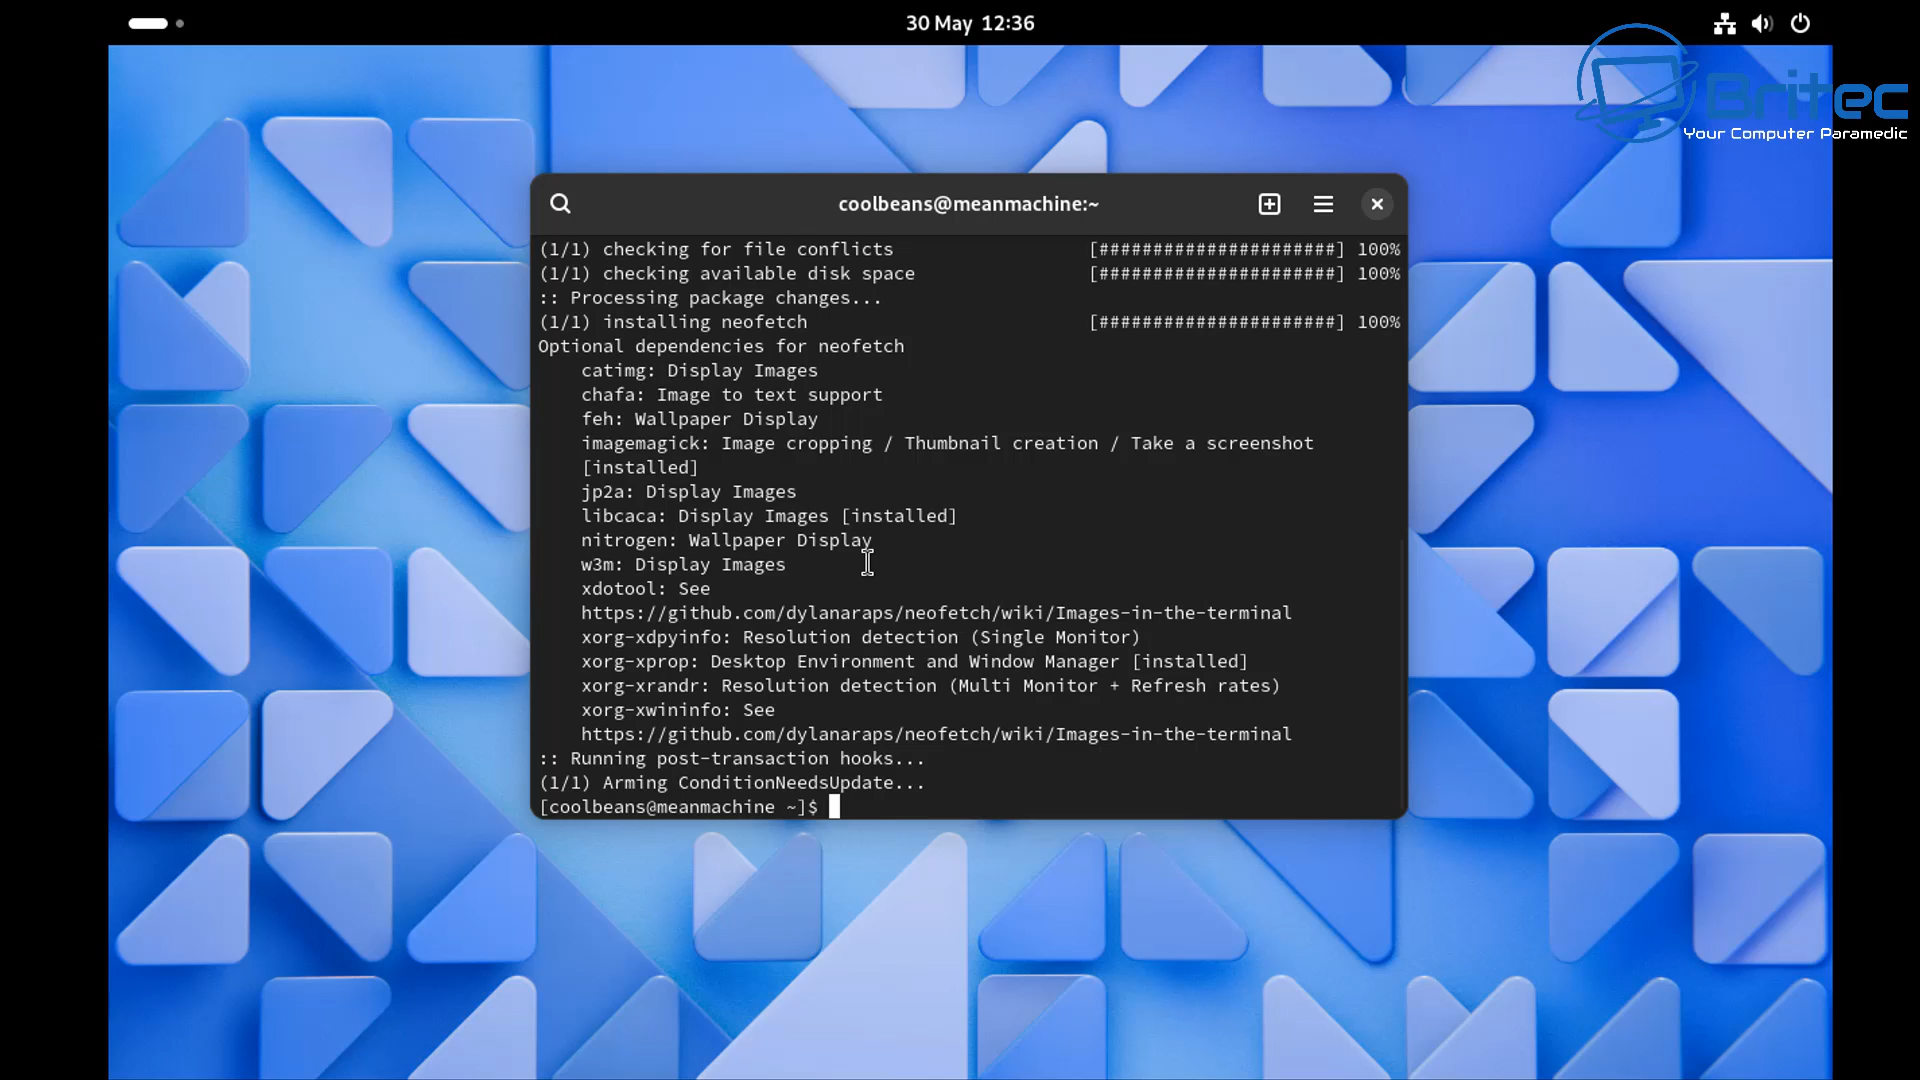 30 May 12:36
Britec
Your Computer Paramedic
coolbeans@meanmachine:~
(1/1) checking for file conflicts [######################] 100%
(1/1) checking available disk space [######################] 100%
:: Processing package changes...
(1/1) installing neofetch [######################] 100%
Optional dependencies for neofetch
catimg: Display Images
chafa: Image to text support
feh: Wallpaper Display
imagemagick: Image cropping / Thumbnail creation / Take a screenshot
[installed]
jp2a: Display Images
libcaca: Display Images [installed]
nitrogen: Wallpaper Display
w3m: Display Images
xdotool: See
https://github.com/dylanaraps/neofetch/wiki/Images-in-the-terminal
xorg-xdpyinfo: Resolution detection (Single Monitor)
xorg-xprop: Desktop Environment and Window Manager [installed]
xorg-xrandr: Resolution detection (Multi Monitor + Refresh rates)
xorg-xwininfo: See
https://github.com/dylanaraps/neofetch/wiki/Images-in-the-terminal
:: Running post-transaction hooks...
(1/1) Arming ConditionNeedsUpdate...
[coolbeans@meanmachine ~]$